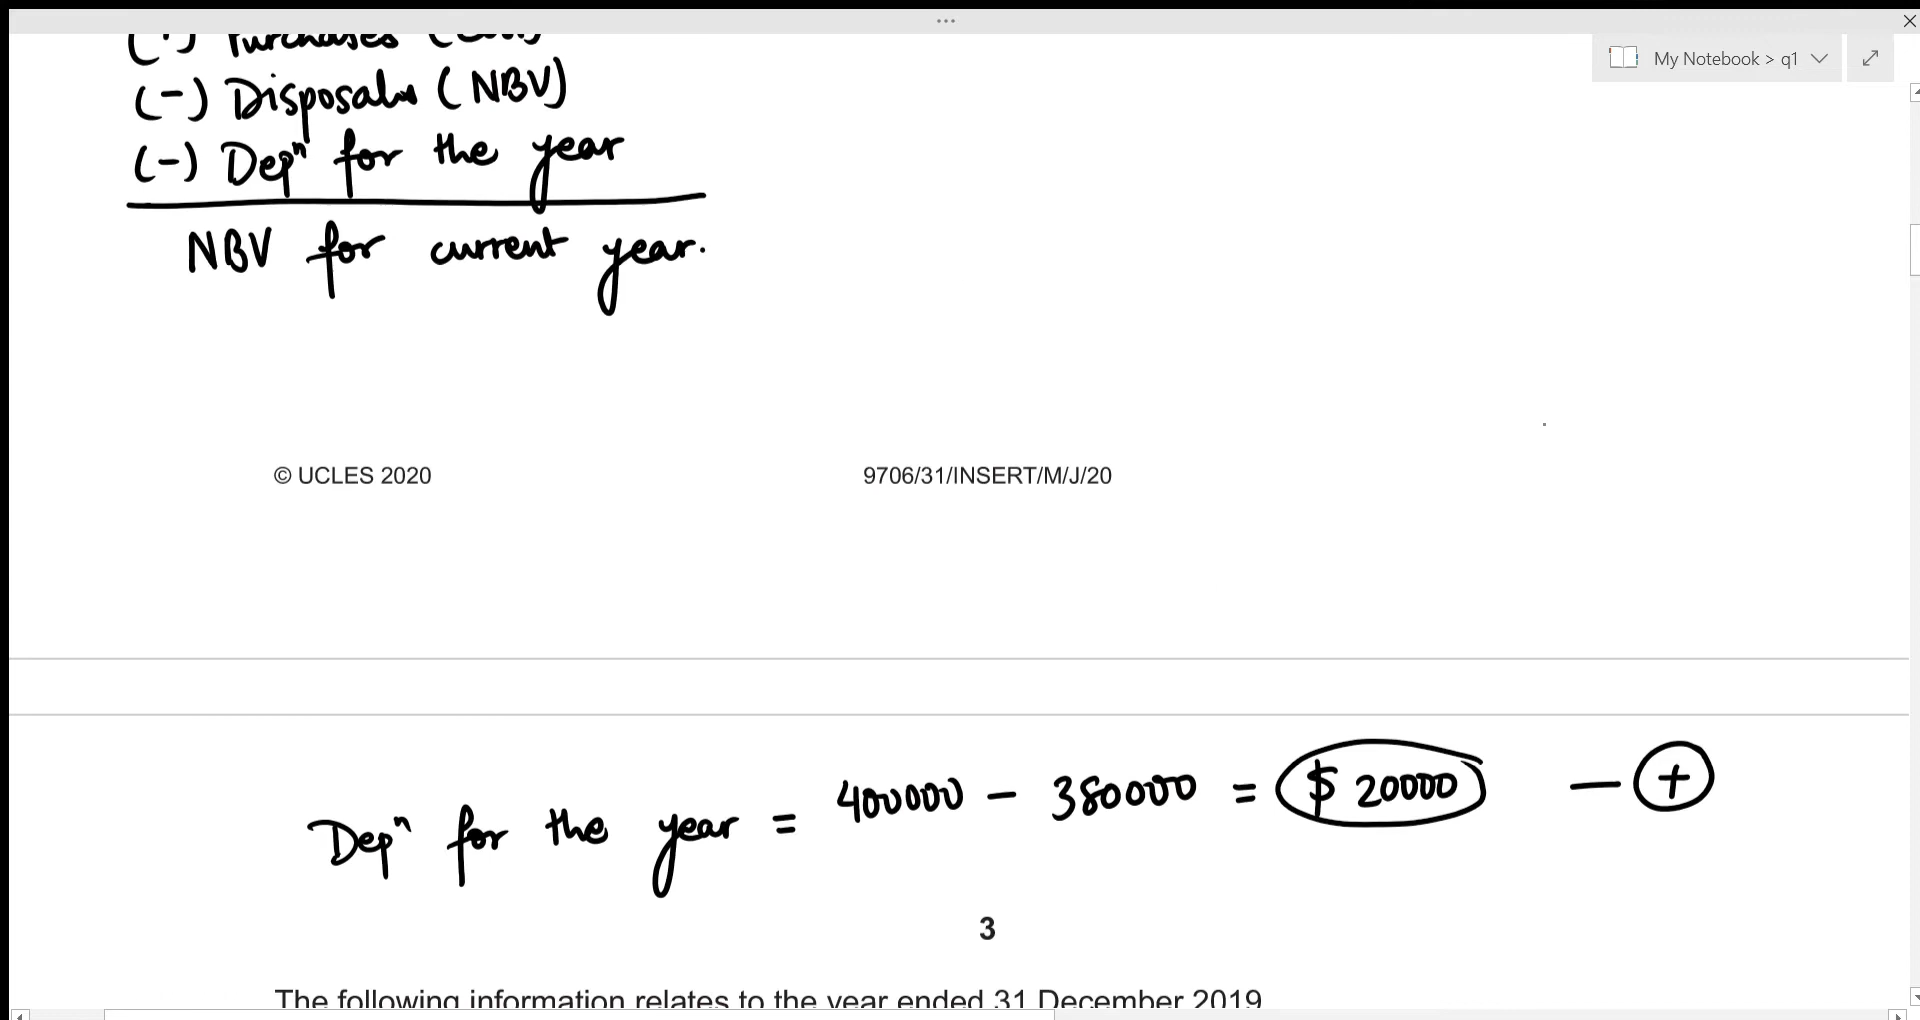 (+) Purchases (Cost)
(-) Disposals (NBV)
(-) Depⁿ for the year
NBV for current year.
My Notebook > q1
© UCLES 2020
9706/31/INSERT/M/J/20
Depⁿ for the year = 400000 - 380000 = $ 20000 — +
3
The following information relates to the year ended 31 December 2019